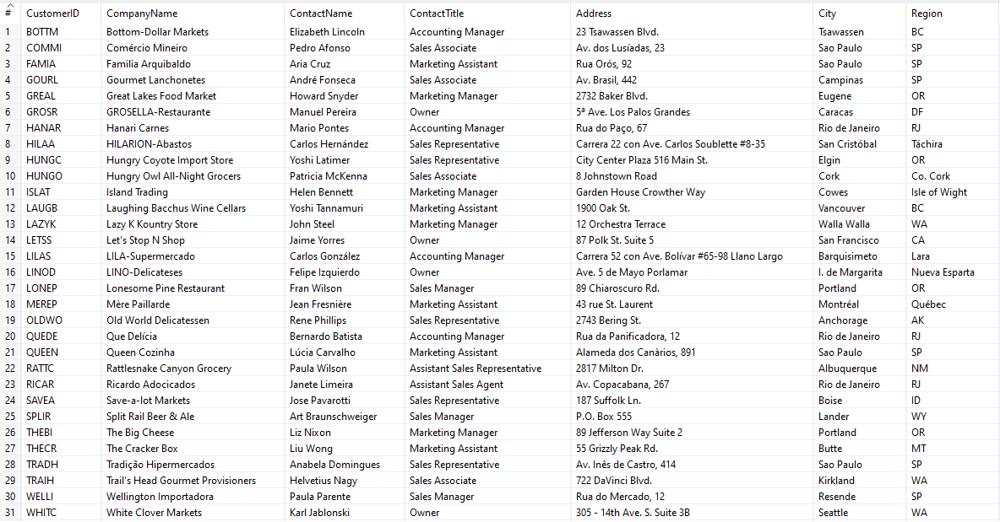 # CustomerID CompanyName ContactName ContactTitle Address City Region
1 BOTTM Bottom-Dollar Markets Elizabeth Lincoln Accounting Manager 23 Tsawassen Blvd. Tsawassen BC
2 COMMI Comércio Mineiro Pedro Afonso Sales Associate Av. dos Lusíadas, 23 Sao Paulo SP
3 FAMIA Familia Arquibaldo Aria Cruz Marketing Assistant Rua Orós, 92 Sao Paulo SP
4 GOURL Gourmet Lanchonetes André Fonseca Sales Associate Av. Brasil, 442 Campinas SP
5 GREAL Great Lakes Food Market Howard Snyder Marketing Manager 2732 Baker Blvd. Eugene OR
6 GROSR GROSELLA-Restaurante Manuel Pereira Owner 5ª Ave. Los Palos Grandes Caracas DF
7 HANAR Hanari Carnes Mario Pontes Accounting Manager Rua do Paço, 67 Rio de Janeiro RJ
8 HILAA HILARION-Abastos Carlos Hernández Sales Representative Carrera 22 con Ave. Carlos Soublette #8-35 San Cristóbal Táchira
9 HUNGC Hungry Coyote Import Store Yoshi Latimer Sales Representative City Center Plaza 516 Main St. Elgin OR
10 HUNGO Hungry Owl All-Night Grocers Patricia McKenna Sales Associate 8 Johnstown Road Cork Co. Cork
11 ISLAT Island Trading Helen Bennett Marketing Manager Garden House Crowther Way Cowes Isle of Wight
12 LAUGB Laughing Bacchus Wine Cellars Yoshi Tannamuri Marketing Assistant 1900 Oak St. Vancouver BC
13 LAZYK Lazy K Kountry Store John Steel Marketing Manager 12 Orchestra Terrace Walla Walla WA
14 LETSS Let's Stop N Shop Jaime Yorres Owner 87 Polk St. Suite 5 San Francisco CA
15 LILAS LILA-Supermercado Carlos González Accounting Manager Carrera 52 con Ave. Bolívar #65-98 Llano Largo Barquisimeto Lara
16 LINOD LINO-Delicateses Felipe Izquierdo Owner Ave. 5 de Mayo Porlamar I. de Margarita Nueva Esparta
17 LONEP Lonesome Pine Restaurant Fran Wilson Sales Manager 89 Chiaroscuro Rd. Portland OR
18 MEREP Mère Paillarde Jean Fresnière Marketing Assistant 43 rue St. Laurent Montréal Québec
19 OLDWO Old World Delicatessen Rene Phillips Sales Representative 2743 Bering St. Anchorage AK
20 QUEDE Que Delícia Bernardo Batista Accounting Manager Rua da Panificadora, 12 Rio de Janeiro RJ
21 QUEEN Queen Cozinha Lúcia Carvalho Marketing Assistant Alameda dos Canàrios, 891 Sao Paulo SP
22 RATTC Rattlesnake Canyon Grocery Paula Wilson Assistant Sales Representative 2817 Milton Dr. Albuquerque NM
23 RICAR Ricardo Adocicados Janete Limeira Assistant Sales Agent Av. Copacabana, 267 Rio de Janeiro RJ
24 SAVEA Save-a-lot Markets Jose Pavarotti Sales Representative 187 Suffolk Ln. Boise ID
25 SPLIR Split Rail Beer & Ale Art Braunschweiger Sales Manager P.O. Box 555 Lander WY
26 THEBI The Big Cheese Liz Nixon Marketing Manager 89 Jefferson Way Suite 2 Portland OR
27 THECR The Cracker Box Liu Wong Marketing Assistant 55 Grizzly Peak Rd. Butte MT
28 TRADH Tradição Hipermercados Anabela Domingues Sales Representative Av. Inês de Castro, 414 Sao Paulo SP
29 TRAIH Trail's Head Gourmet Provisioners Helvetius Nagy Sales Associate 722 DaVinci Blvd. Kirkland WA
30 WELLI Wellington Importadora Paula Parente Sales Manager Rua do Mercado, 12 Resende SP
31 WHITC White Clover Markets Karl Jablonski Owner 305 - 14th Ave. S. Suite 3B Seattle WA